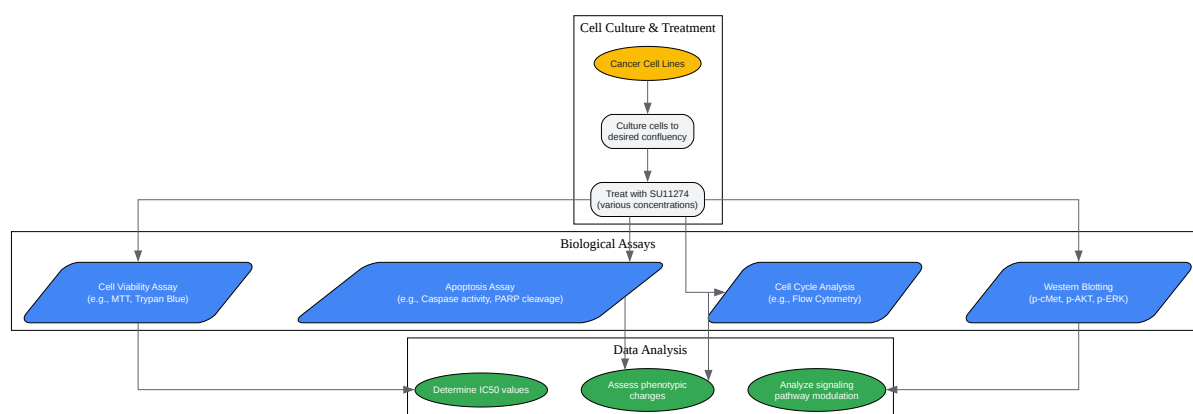 Cell Culture & Treatment
Cancer Cell Lines
Culture cells to
desired confluency
Treat with SU11274
(various concentrations)
Biological Assays
Cell Viability Assay
(e.g., MTT, Trypan Blue)
Apoptosis Assay
(e.g., Caspase activity, PARP cleavage)
Cell Cycle Analysis
(e.g., Flow Cytometry)
Western Blotting
(p-cMet, p-AKT, p-ERK)
Data Analysis
Determine IC50 values
Assess phenotypic
changes
Analyze signaling
pathway modulation